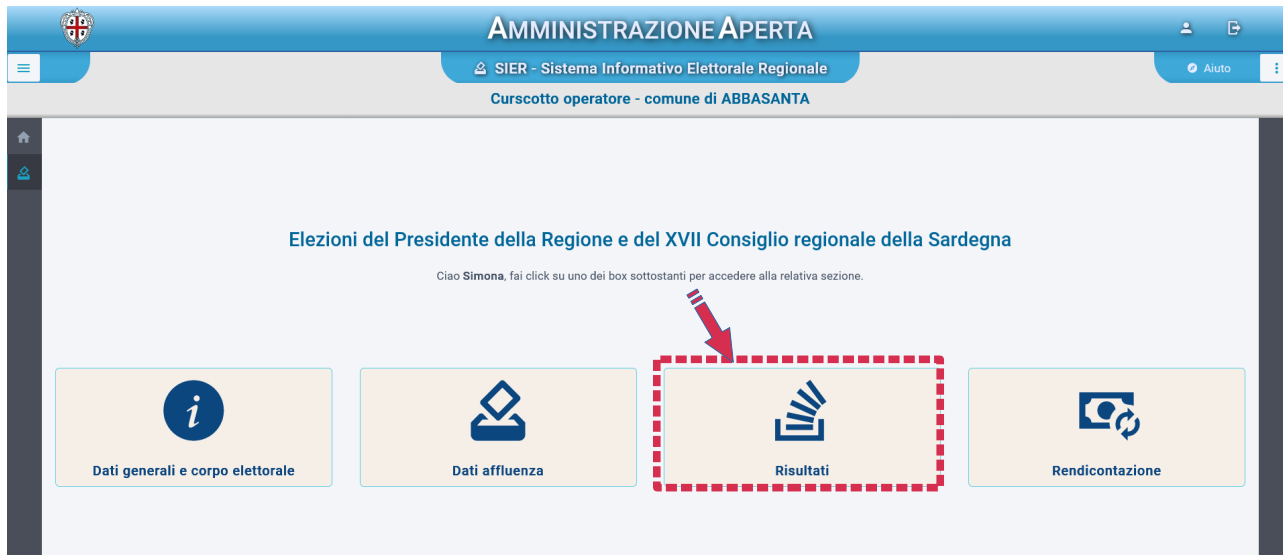 AMMINISTRAZIONE APERTA
SIER - Sistema Informativo Elettorale Regionale
Aiuto
Curscotto operatore - comune di ABBASANTA
Elezioni del Presidente della Regione e del XVII Consiglio regionale della Sardegna
Ciao Simona, fai click su uno dei box sottostanti per accedere alla relativa sezione.
i
Dati generali e corpo elettorale
Dati affluenza
Risultati
Rendicontazione